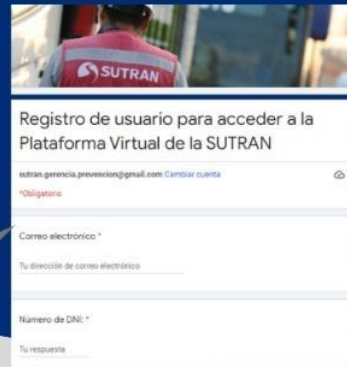 SUTRAN
Registro de usuario para acceder a la
Plataforma Virtual de la SUTRAN
sutran.gerencia.prevencion@gmail.com Cambiar cuenta
*Obligatorio
Correo electrónico *
Tu dirección de correo electrónico
Número de DNI: *
Tu respuesta